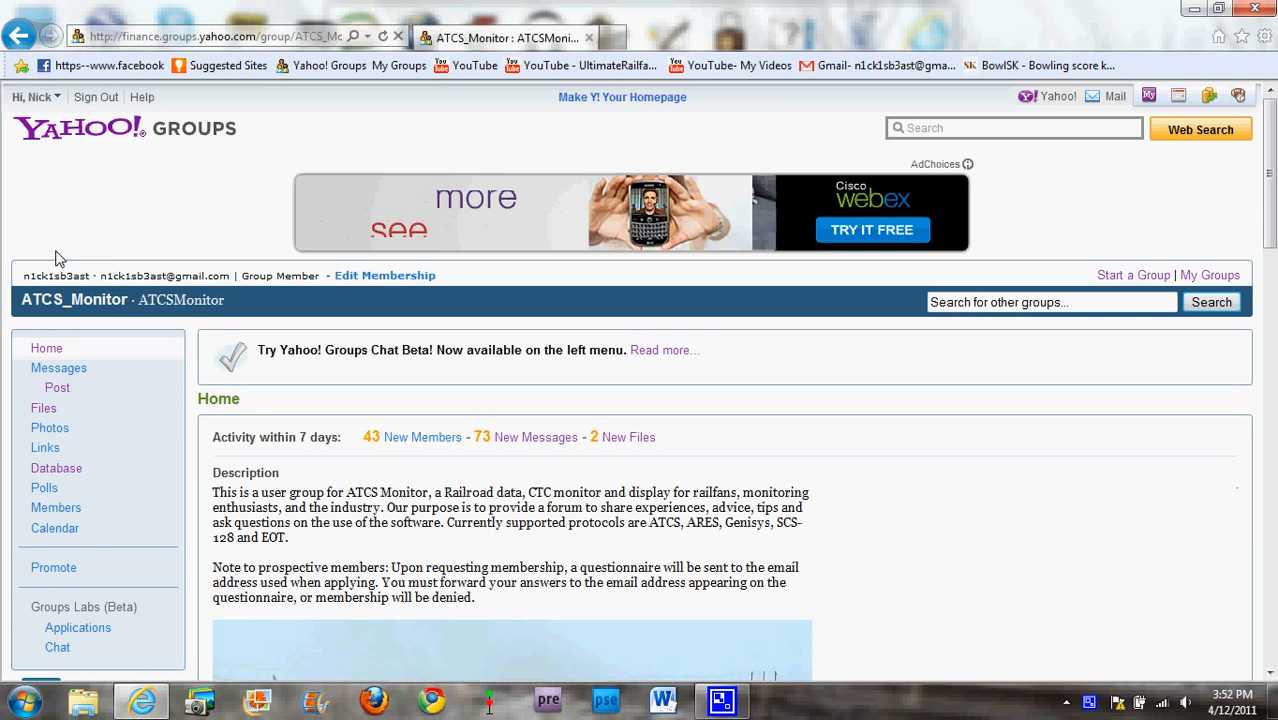 http://finance.groups.yahoo.com/group/ATCS_Mc
ATCS_Monitor : ATCSMoni...
https--www.facebook Suggested Sites Yahoo! Groups My Groups YouTube YouTube - UltimateRailfa... YouTube- My Videos Gmail- n1ck1sb3ast@gma... SK BowlSK - Bowling score k...
Hi, Nick Sign Out Help Make Y! Your Homepage Yahoo! Mail
YAHOO! GROUPS Search Web Search
AdChoices
more see Cisco webex TRY IT FREE
n1ck1sb3ast · n1ck1sb3ast@gmail.com | Group Member - Edit Membership Start a Group | My Groups
ATCS_Monitor · ATCSMonitor Search for other groups... Search
Home
Messages
Post
Files
Photos
Links
Database
Polls
Members
Calendar
Promote
Groups Labs (Beta)
Applications
Chat
Try Yahoo! Groups Chat Beta! Now available on the left menu. Read more...
Home
Activity within 7 days: 43 New Members - 73 New Messages - 2 New Files
Description
This is a user group for ATCS Monitor, a Railroad data, CTC monitor and display for railfans, monitoring
enthusiasts, and the industry. Our purpose is to provide a forum to share experiences, advice, tips and
ask questions on the use of the software. Currently supported protocols are ATCS, ARES, Genisys, SCS-
128 and EOT.
Note to prospective members: Upon requesting membership, a questionnaire will be sent to the email
address used when applying. You must forward your answers to the email address appearing on the
questionnaire, or membership will be denied.
pre pse W
3:52 PM
4/12/2011